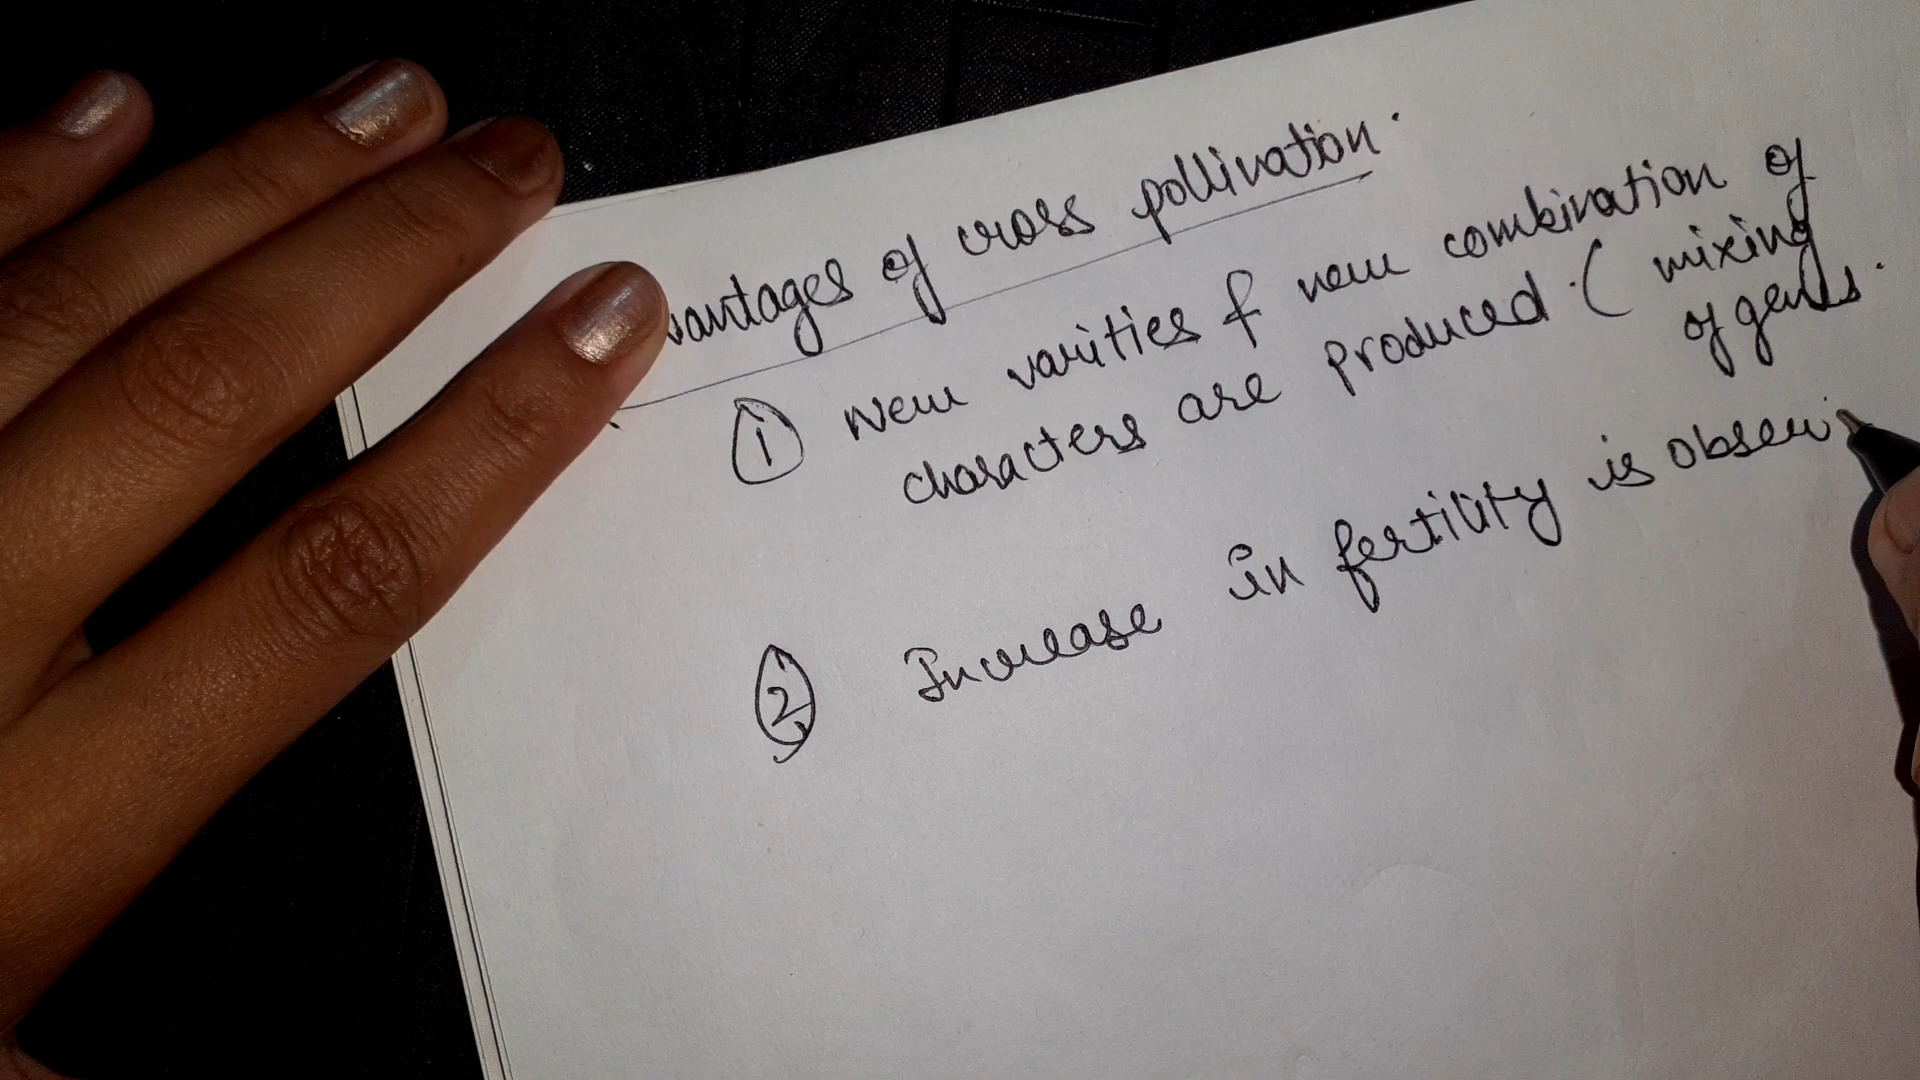 vantages of cross pollination.
① New varities & new combination of
characters are produced. ( mixing
of genes.
② Increase in fertility is obser